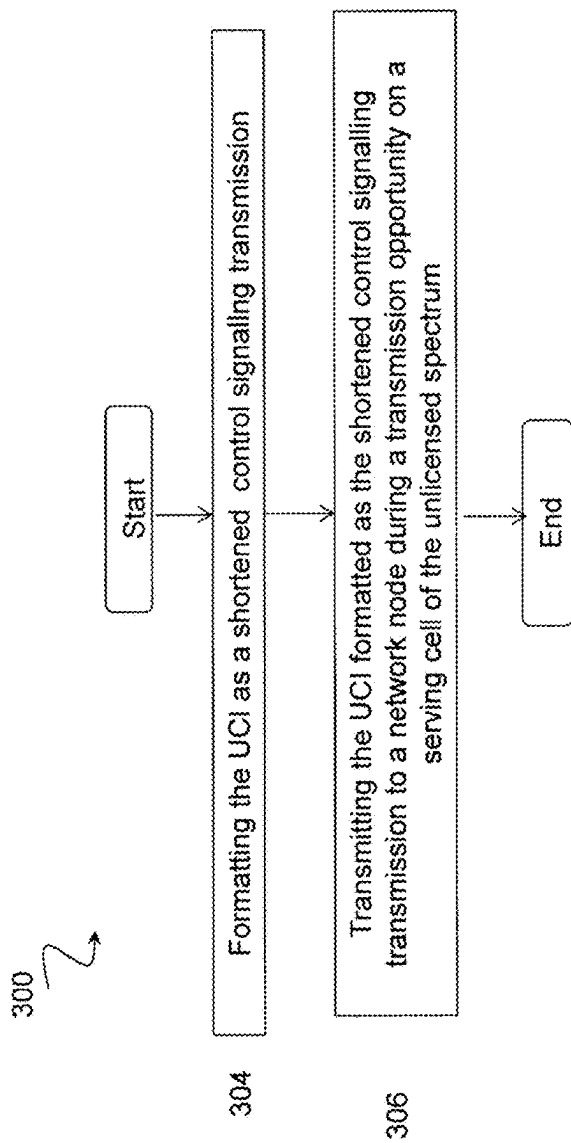 300
Start
304
Formatting the UCI as a shortened control signaling transmission
306
Transmitting the UCI formatted as the shortened control signalling
transmission to a network node during a transmission opportunity on a
serving cell of the unlicensed spectrum
End